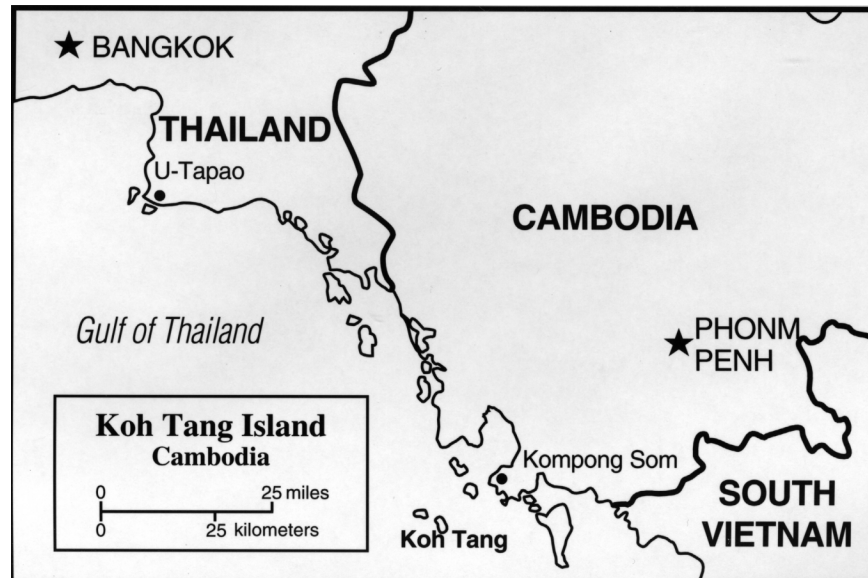 BANGKOK
THAILAND
U-Tapao
CAMBODIA
Gulf of Thailand
PHONM
PENH
Koh Tang Island
Cambodia
0 25 miles
0 25 kilometers
Kompong Som
Koh Tang
SOUTH
VIETNAM